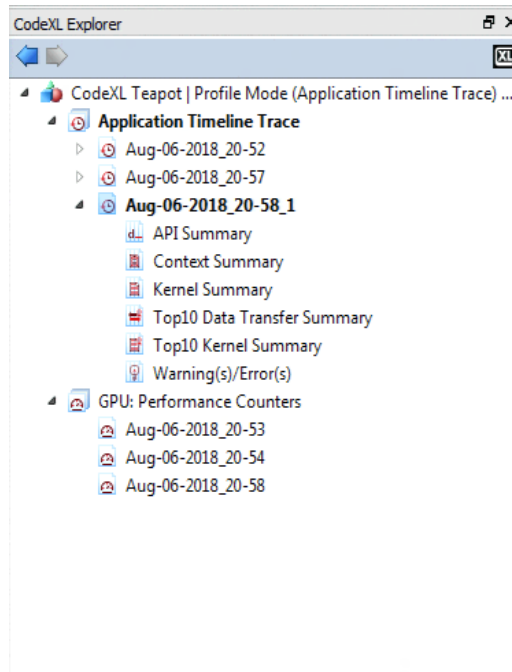 CodeXL Explorer
XL
CodeXL Teapot | Profile Mode (Application Timeline Trace) ...
Application Timeline Trace
Aug-06-2018_20-52
Aug-06-2018_20-57
Aug-06-2018_20-58_1
API Summary
Context Summary
Kernel Summary
Top10 Data Transfer Summary
Top10 Kernel Summary
Warning(s)/Error(s)
GPU: Performance Counters
Aug-06-2018_20-53
Aug-06-2018_20-54
Aug-06-2018_20-58